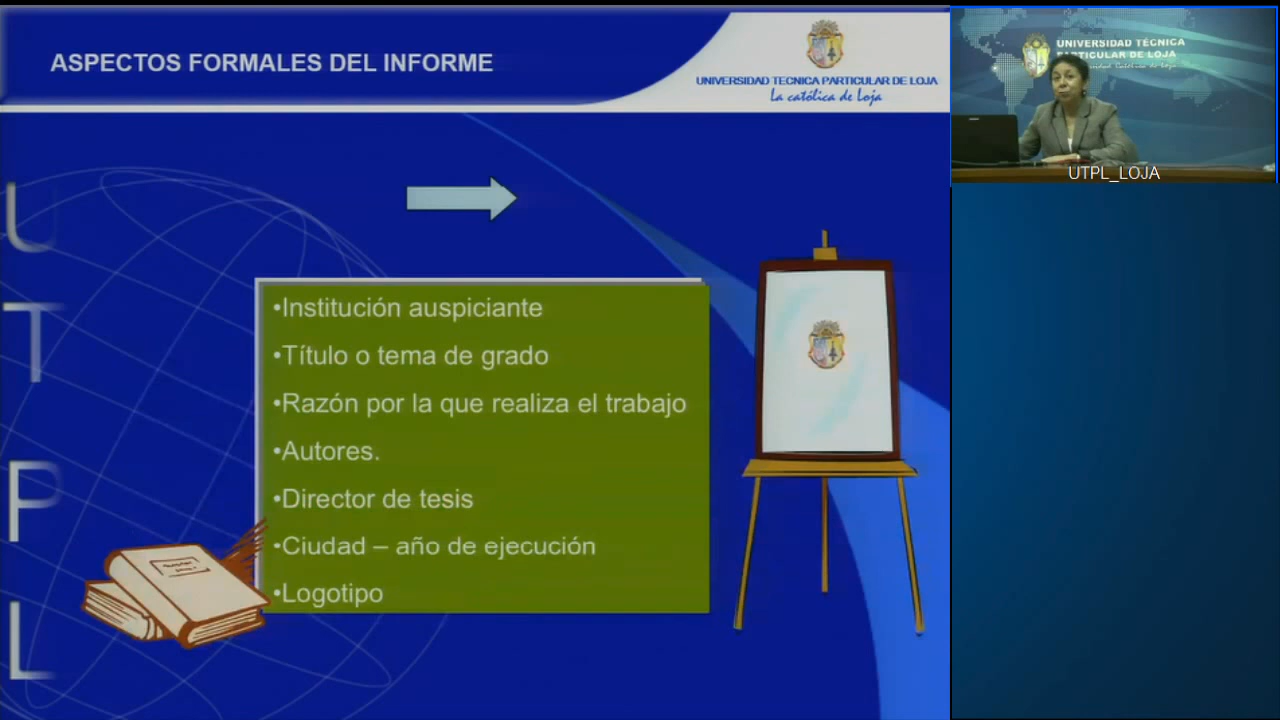 ASPECTOS FORMALES DEL INFORME
UNIVERSIDAD TECNICA PARTICULAR DE LOJA
La católica de Loja
UNIVERSIDAD TÉCNICA
PARTICULAR DE LOJA
UTPL_LOJA
U
T
P
L
•Institución auspiciante
•Título o tema de grado
•Razón por la que realiza el trabajo
•Autores.
•Director de tesis
•Ciudad – año de ejecución
•Logotipo